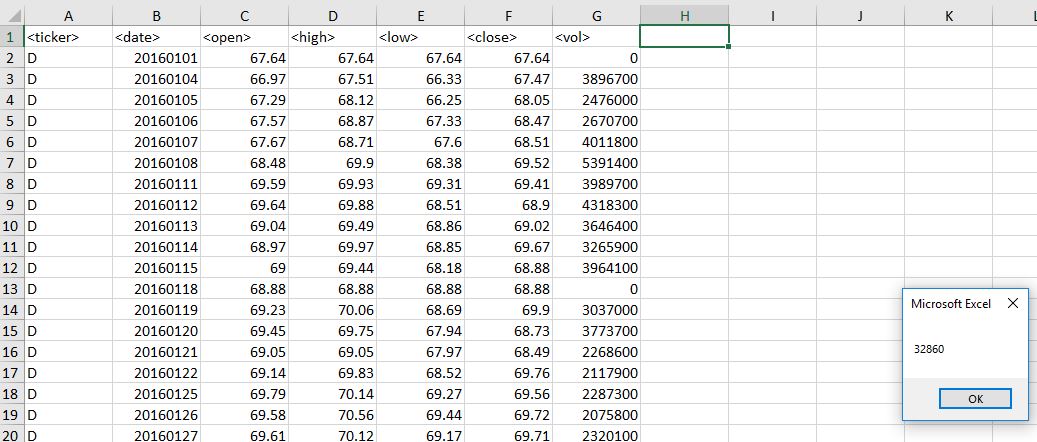 A B C D E F G H I J K L
1 <ticker> <date> <open> <high> <low> <close> <vol>
2 D 20160101 67.64 67.64 67.64 67.64 0
3 D 20160104 66.97 67.51 66.33 67.47 3896700
4 D 20160105 67.29 68.12 66.25 68.05 2476000
5 D 20160106 67.57 68.87 67.33 68.47 2670700
6 D 20160107 67.67 68.71 67.6 68.51 4011800
7 D 20160108 68.48 69.9 68.38 69.52 5391400
8 D 20160111 69.59 69.93 69.31 69.41 3989700
9 D 20160112 69.64 69.88 68.51 68.9 4318300
10 D 20160113 69.04 69.49 68.86 69.02 3646400
11 D 20160114 68.97 69.97 68.85 69.67 3265900
12 D 20160115 69 69.44 68.18 68.88 3964100
13 D 20160118 68.88 68.88 68.88 68.88 0
14 D 20160119 69.23 70.06 68.69 69.9 3037000
15 D 20160120 69.45 69.75 67.94 68.73 3773700
16 D 20160121 69.05 69.05 67.97 68.49 2268600
17 D 20160122 69.14 69.83 68.52 69.76 2117900
18 D 20160125 69.79 70.14 69.27 69.56 2287300
19 D 20160126 69.58 70.56 69.44 69.72 2075800
20 D 20160127 69.61 70.12 69.17 69.71 2320100
Microsoft Excel
32860
OK